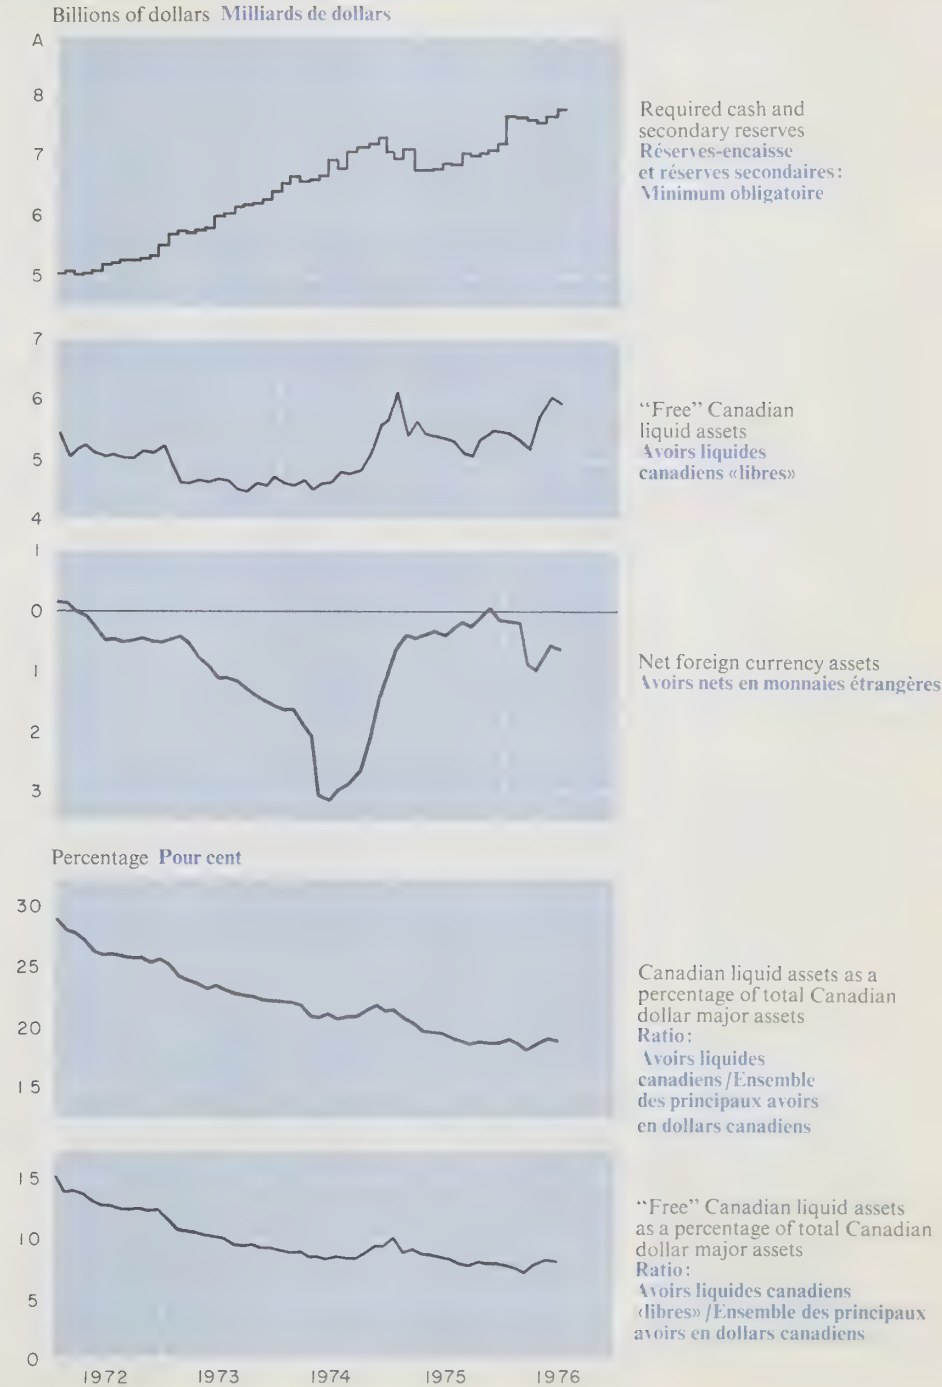 Billions of dollars Milliards de dollars
A
8
7
6
5
Required cash and
secondary reserves
Réserves-encaisse
et réserves secondaires:
Minimum obligatoire
7
6
5
4
"Free" Canadian
liquid assets
Avoirs liquides
canadiens «libres»
1
0
1
2
3
Net foreign currency assets
Avoirs nets en monnaies étrangères
Percentage Pour cent
30
25
20
15
Canadian liquid assets as a
percentage of total Canadian
dollar major assets
Ratio:
Avoirs liquides
canadiens/Ensemble
des principaux avoirs
en dollars canadiens
15
10
5
0
"Free" Canadian liquid assets
as a percentage of total Canadian
dollar major assets
Ratio:
Avoirs liquides canadiens
«libres»/Ensemble des principaux
avoirs en dollars canadiens
1972 1973 1974 1975 1976